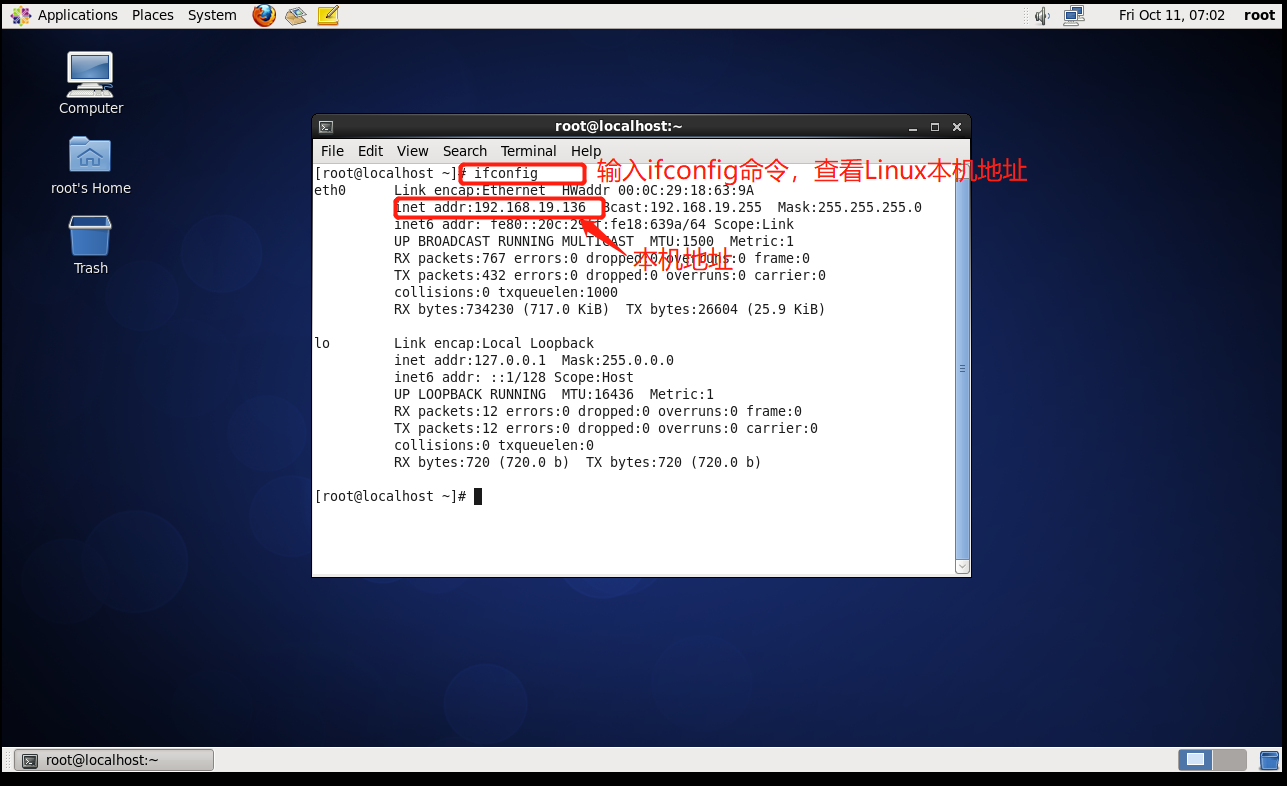 Applications Places System
Fri Oct 11, 07:02 root
Computer
root's Home
Trash
root@localhost:~
File Edit View Search Terminal Help
[root@localhost ~]# ifconfig
输入ifconfig命令，查看Linux本机地址
eth0 Link encap:Ethernet HWaddr 00:0C:29:18:63:9A
inet addr:192.168.19.136 Bcast:192.168.19.255 Mask:255.255.255.0
inet6 addr: fe80::20c:29ff:fe18:639a/64 Scope:Link
UP BROADCAST RUNNING MULTICAST MTU:1500 Metric:1
本机地址
RX packets:767 errors:0 dropped:0 overruns:0 frame:0
TX packets:432 errors:0 dropped:0 overruns:0 carrier:0
collisions:0 txqueuelen:1000
RX bytes:734230 (717.0 KiB) TX bytes:26604 (25.9 KiB)
lo Link encap:Local Loopback
inet addr:127.0.0.1 Mask:255.0.0.0
inet6 addr: ::1/128 Scope:Host
UP LOOPBACK RUNNING MTU:16436 Metric:1
RX packets:12 errors:0 dropped:0 overruns:0 frame:0
TX packets:12 errors:0 dropped:0 overruns:0 carrier:0
collisions:0 txqueuelen:0
RX bytes:720 (720.0 b) TX bytes:720 (720.0 b)
[root@localhost ~]#
root@localhost:~